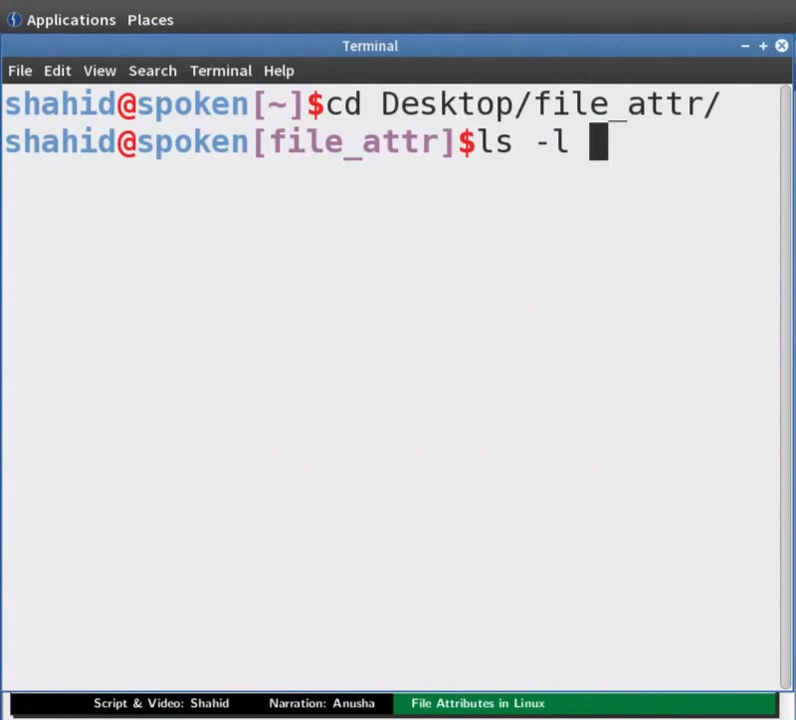 Applications Places
Terminal
File Edit View Search Terminal Help
shahid@spoken[~]$cd Desktop/file_attr/
shahid@spoken[file_attr]$ls -l
Script & Video: Shahid Narration: Anusha File Attributes in Linux